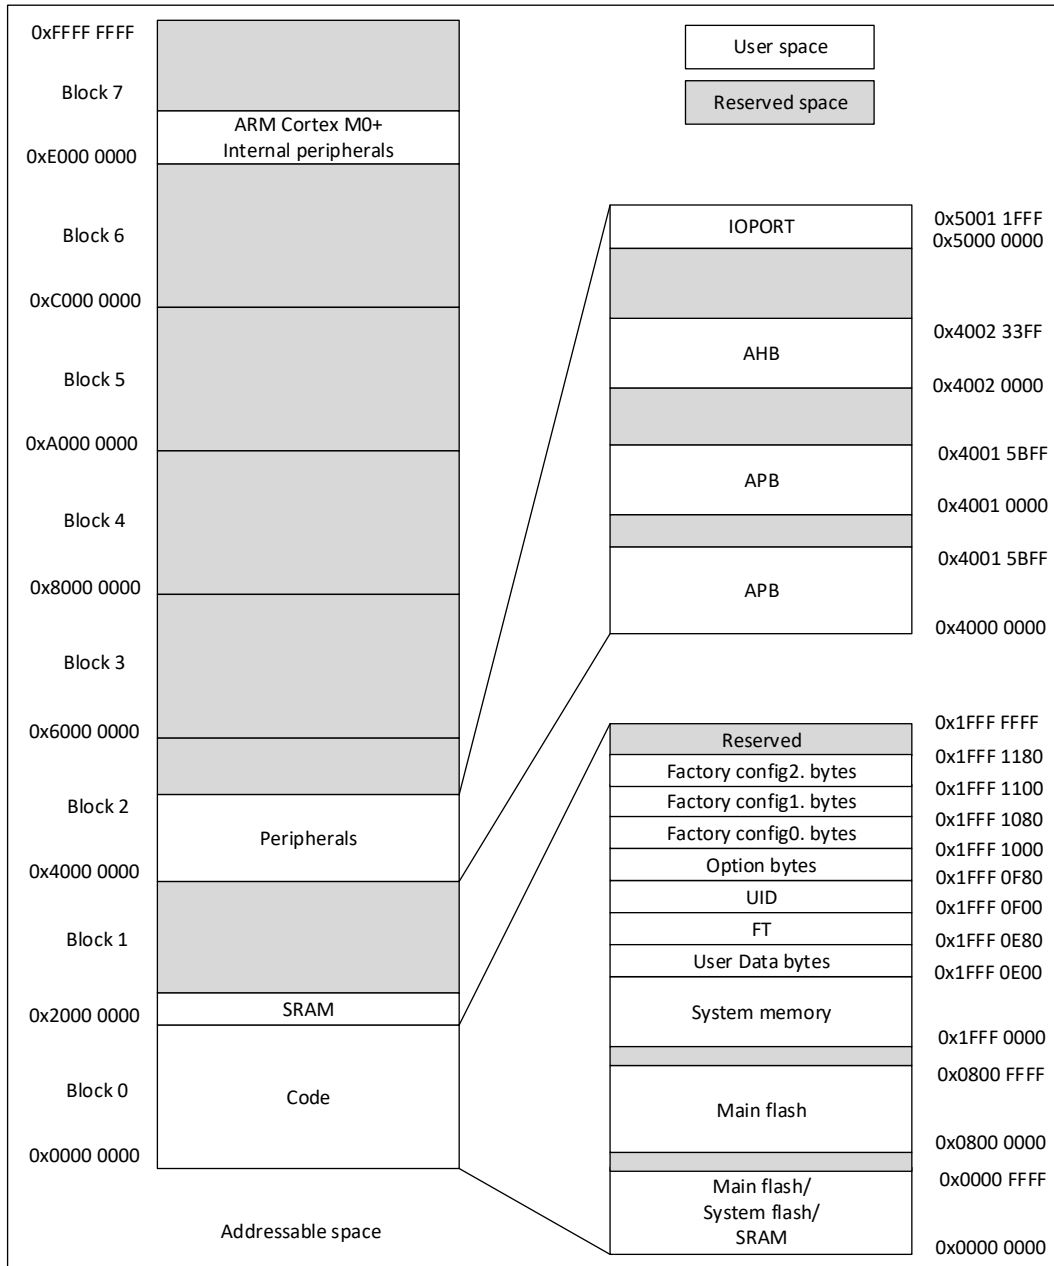 0xFFFF FFFF
Block 7
ARM Cortex M0+
Internal peripherals
0xE000 0000
Block 6
0xC000 0000
Block 5
0xA000 0000
Block 4
0x8000 0000
Block 3
0x6000 0000
Block 2
Peripherals
0x4000 0000
Block 1
SRAM
0x2000 0000
Block 0
Code
0x0000 0000
Addressable space
User space
Reserved space
IOPORT
0x5001 1FFF
0x5000 0000
0x4002 33FF
AHB
0x4002 0000
0x4001 5BFF
APB
0x4001 0000
0x4001 5BFF
APB
0x4000 0000
0x1FFF FFFF
Reserved
0x1FFF 1180
Factory config2. bytes
0x1FFF 1100
Factory config1. bytes
0x1FFF 1080
Factory config0. bytes
0x1FFF 1000
Option bytes
0x1FFF 0F80
UID
0x1FFF 0F00
FT
0x1FFF 0E80
User Data bytes
0x1FFF 0E00
System memory
0x1FFF 0000
0x0800 FFFF
Main flash
0x0800 0000
0x0000 FFFF
Main flash/
System flash/
SRAM
0x0000 0000